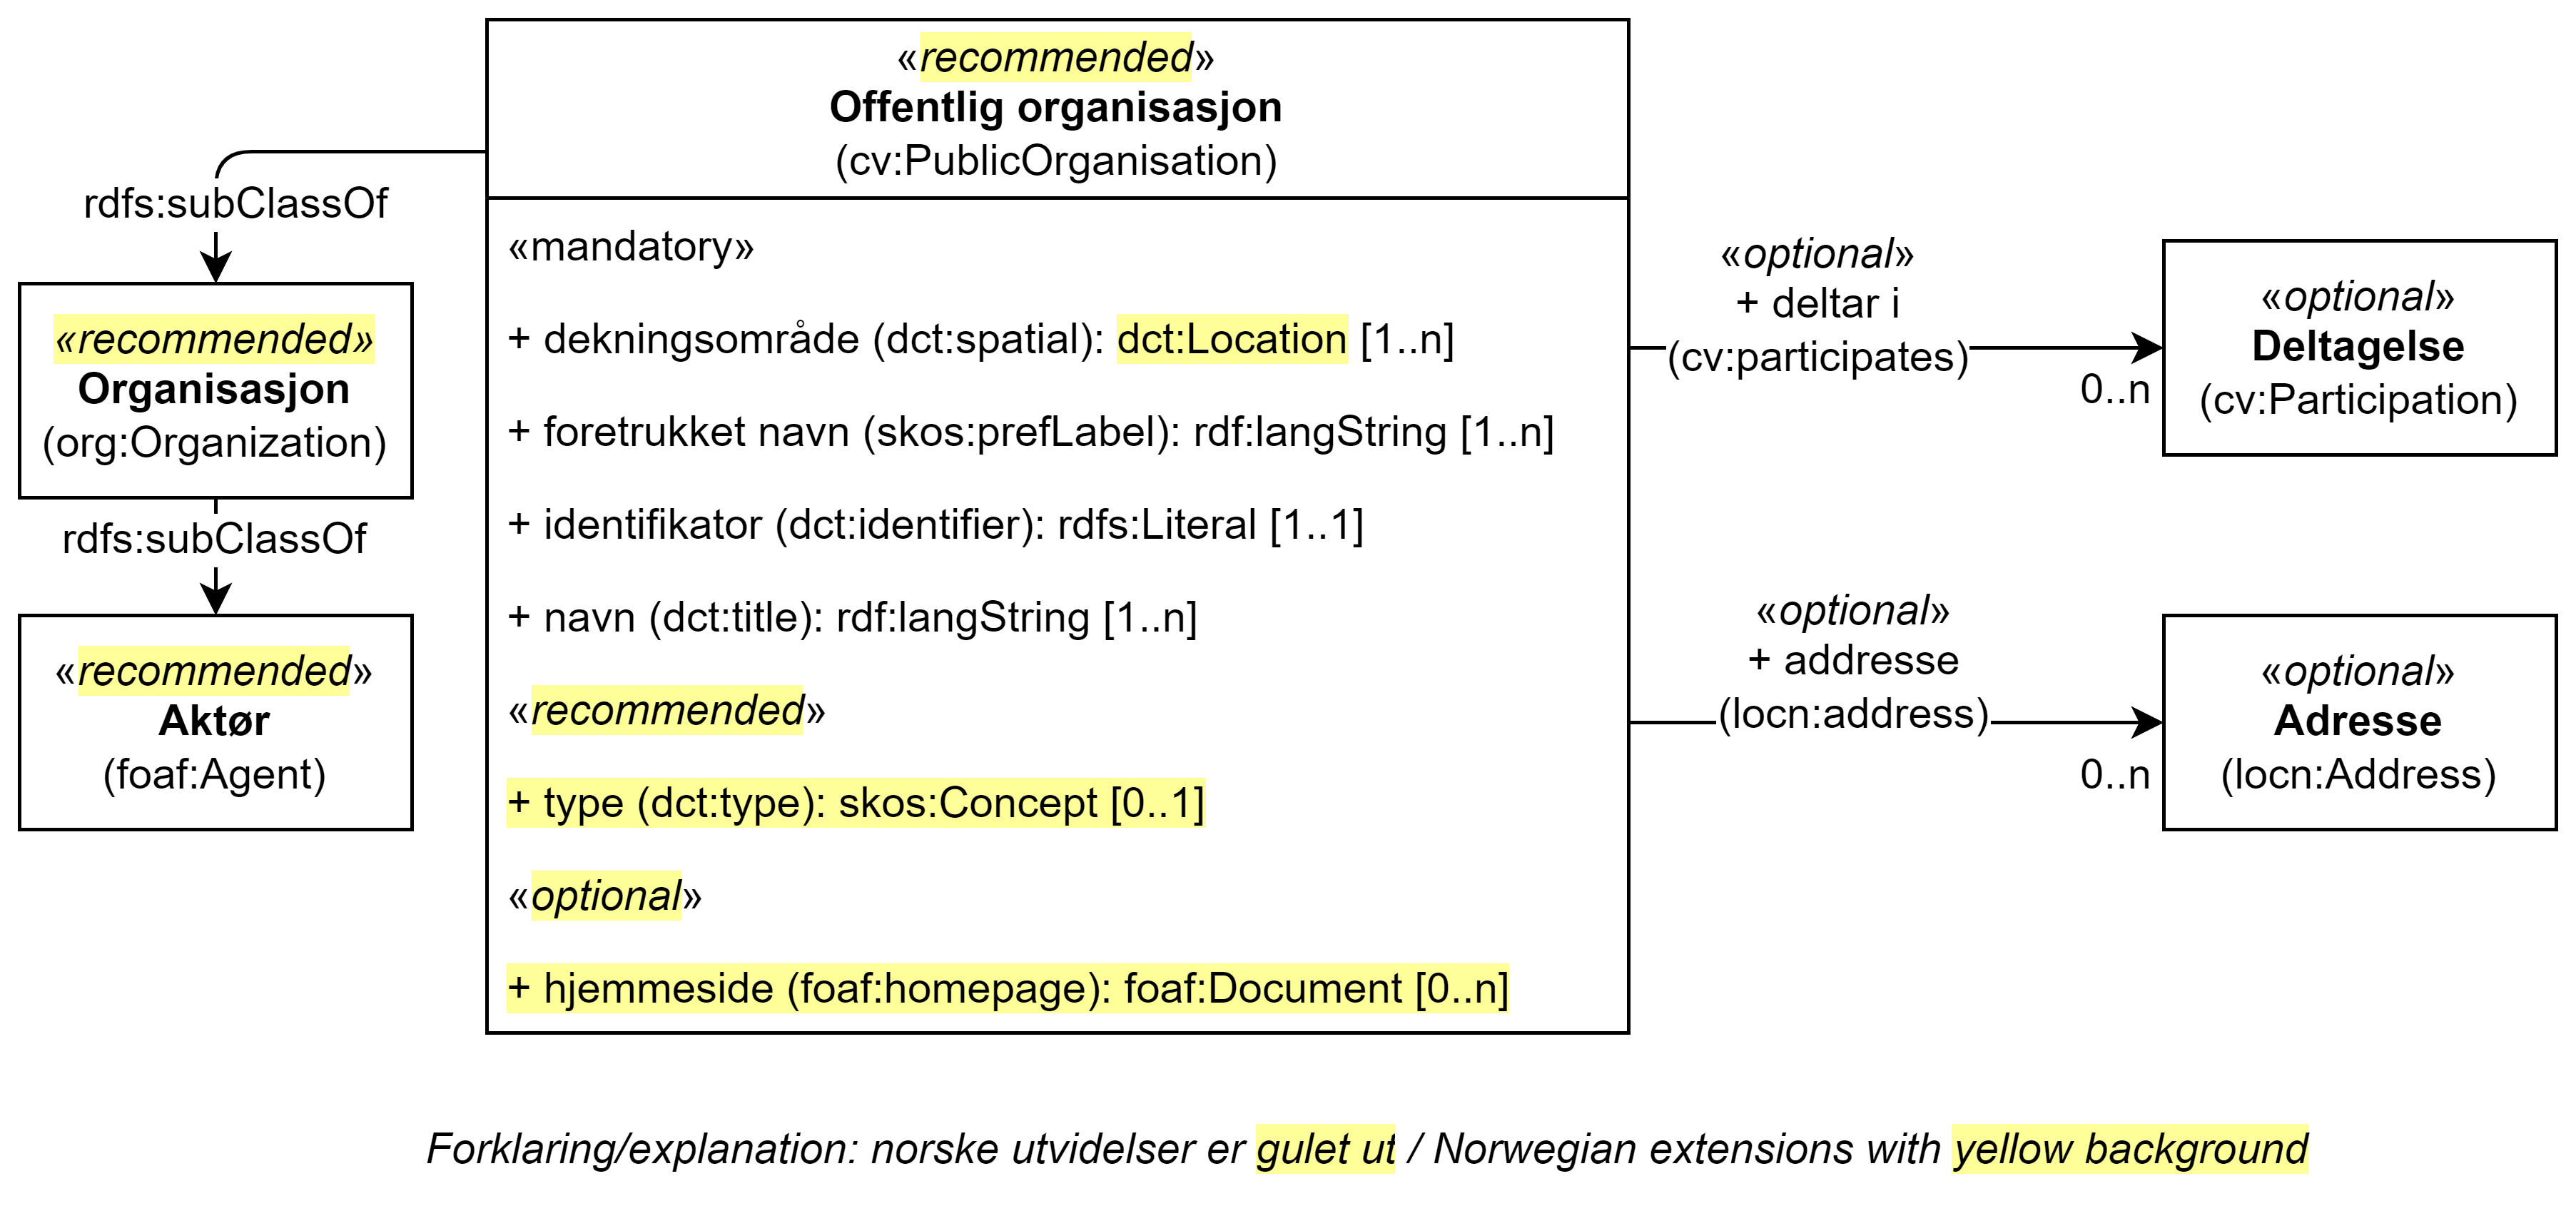 «recommended»
Offentlig organisasjon
(cv:PublicOrganisation)
rdfs:subClassOf
«recommended»
Organisasjon
(org:Organization)
rdfs:subClassOf
«recommended»
Aktør
(foaf:Agent)
«mandatory»
+ dekningsområde (dct:spatial): dct:Location [1..n]
+ foretrukket navn (skos:prefLabel): rdf:langString [1..n]
+ identifikator (dct:identifier): rdfs:Literal [1..1]
+ navn (dct:title): rdf:langString [1..n]
«recommended»
+ type (dct:type): skos:Concept [0..1]
«optional»
+ hjemmeside (foaf:homepage): foaf:Document [0..n]
«optional»
+ deltar i
(cv:participates)
0..n
«optional»
Deltagelse
(cv:Participation)
«optional»
+ addresse
(locn:address)
0..n
«optional»
Adresse
(locn:Address)
Forklaring/explanation: norske utvidelser er gulet ut / Norwegian extensions with yellow background